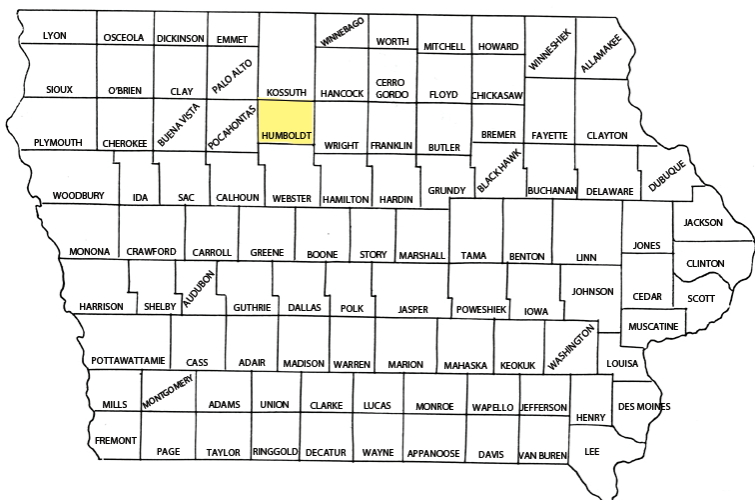 LYON
OSCEOLA
DICKINSON
EMMET
WINNEBAGO
WORTH
MITCHELL
HOWARD
WINNESHIEK
ALLAMAKEE
SIOUX
O'BRIEN
CLAY
PALO ALTO
KOSSUTH
HANCOCK
CERRO
GORDO
FLOYD
CHICKASAW
PLYMOUTH
CHEROKEE
BUENA VISTA
POCAHONTAS
HUMBOLDT
WRIGHT
FRANKLIN
BUTLER
BREMER
FAYETTE
CLAYTON
WOODBURY
IDA
SAC
CALHOUN
WEBSTER
HAMILTON
HARDIN
GRUNDY
BLACK HAWK
BUCHANAN
DELAWARE
DUBUQUE
MONONA
CRAWFORD
CARROLL
GREENE
BOONE
STORY
MARSHALL
TAMA
BENTON
LINN
JONES
JACKSON
CLINTON
HARRISON
SHELBY
AUDUBON
GUTHRIE
DALLAS
POLK
JASPER
POWESHIEK
IOWA
JOHNSON
CEDAR
SCOTT
MUSCATINE
POTTAWATTAMIE
CASS
ADAIR
MADISON
WARREN
MARION
MAHASKA
KEOKUK
WASHINGTON
LOUISA
MILLS
MONTGOMERY
ADAMS
UNION
CLARKE
LUCAS
MONROE
WAPELLO
JEFFERSON
HENRY
DES MOINES
FREMONT
PAGE
TAYLOR
RINGGOLD
DECATUR
WAYNE
APPANOOSE
DAVIS
VAN BUREN
LEE